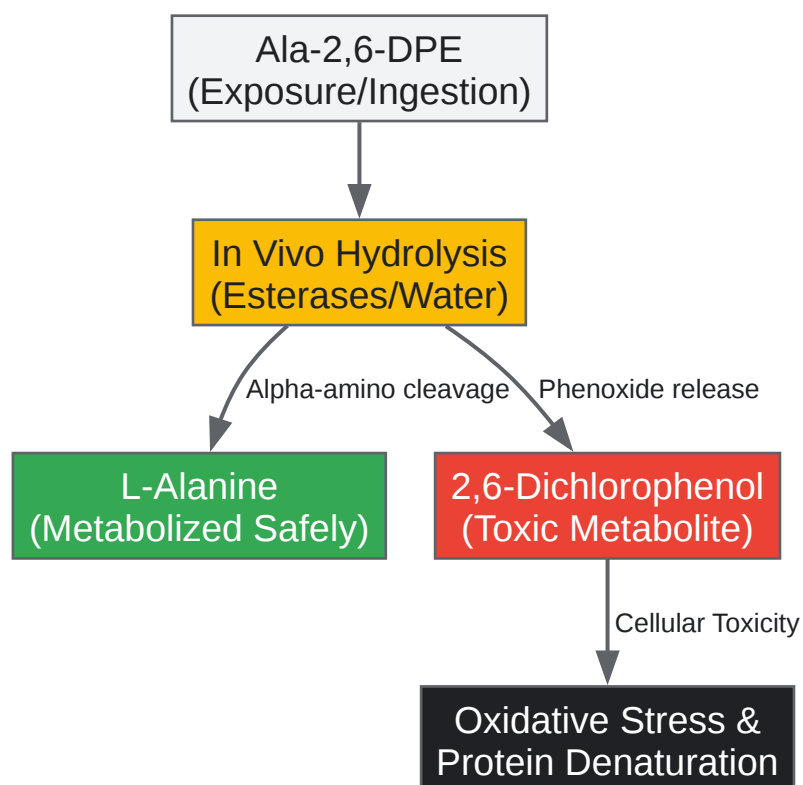 Ala-2,6-DPE
(Exposure/Ingestion)
In Vivo Hydrolysis
(Esterases/Water)
Alpha-amino cleavage
Phenoxide release
L-Alanine
(Metabolized Safely)
2,6-Dichlorophenol
(Toxic Metabolite)
Cellular Toxicity
Oxidative Stress &
Protein Denaturation